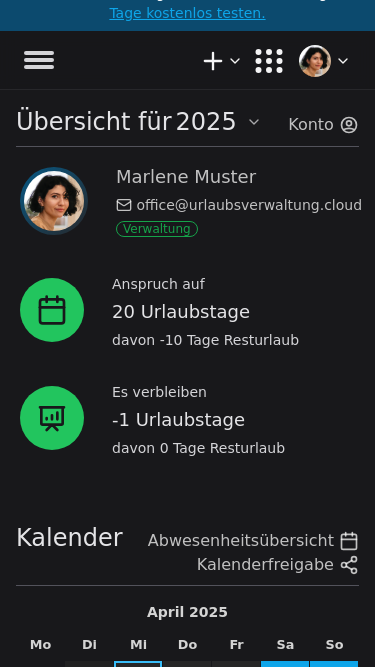 Tage kostenlos testen.
Übersicht für 2025
Konto
Marlene Muster
office@urlaubsverwaltung.cloud
Verwaltung
Anspruch auf
20 Urlaubstage
davon -10 Tage Resturlaub
Es verbleiben
-1 Urlaubstage
davon 0 Tage Resturlaub
Kalender
Abwesenheitsübersicht
Kalenderfreigabe
April 2025
Mo Di Mi Do Fr Sa So